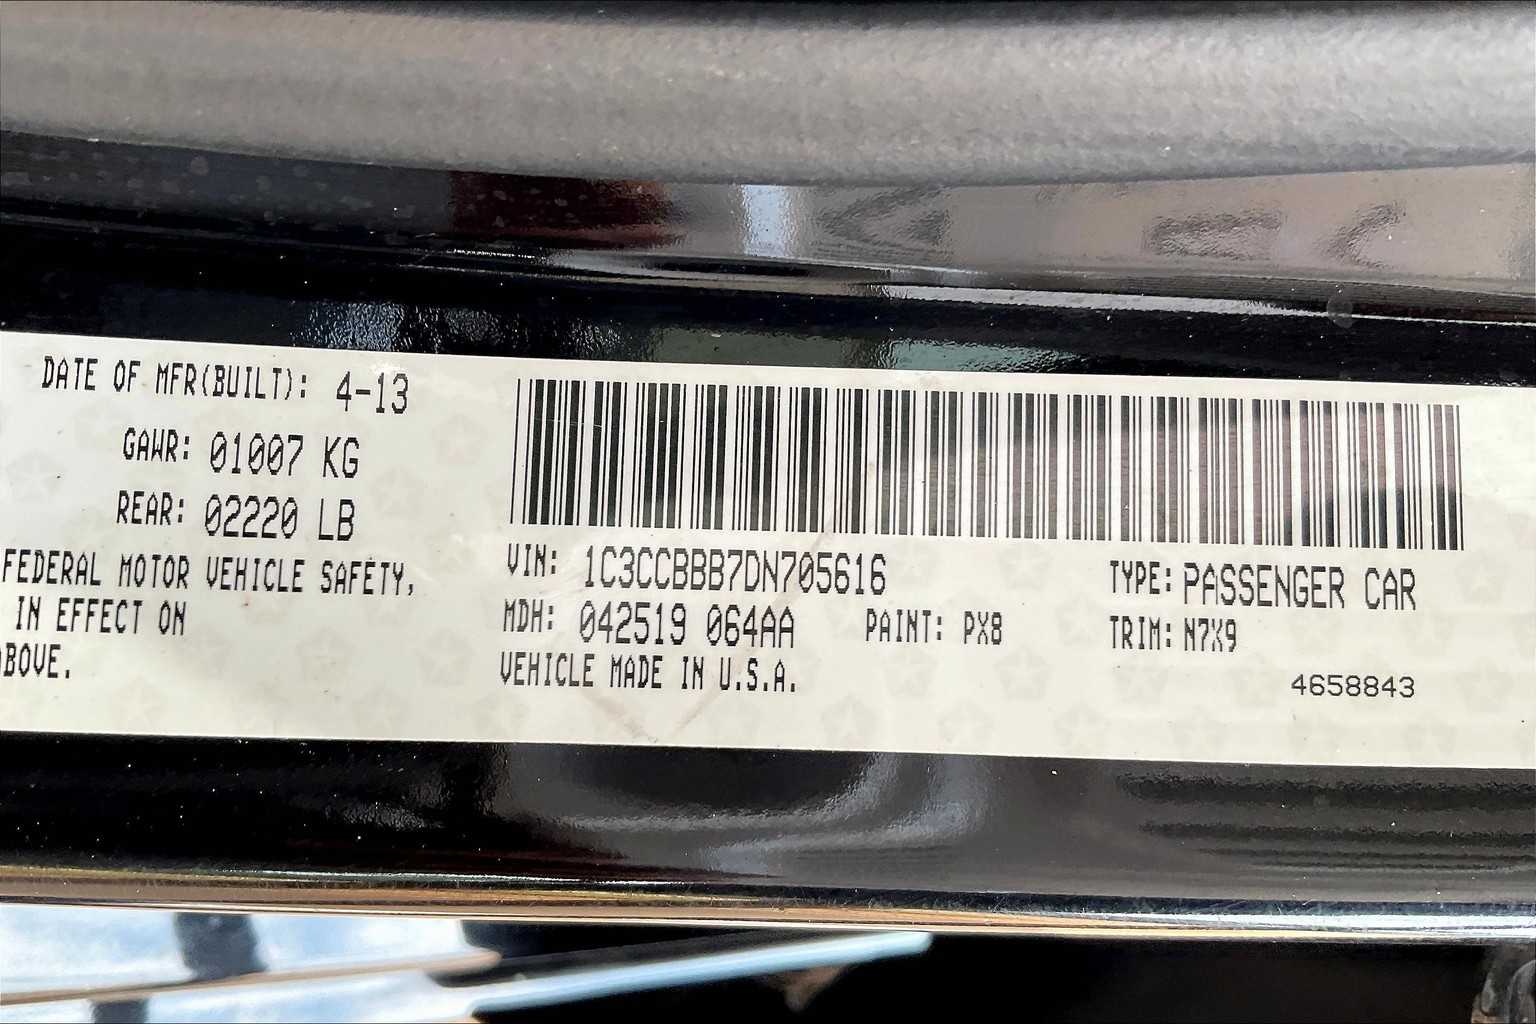 DATE OF MFR(BUILT): 4-13
GAWR: 01007 KG
REAR: 02220 LB
FEDERAL MOTOR VEHICLE SAFETY,
IN EFFECT ON
ABOVE.
VIN: 1C3CCBBB7DN705616
TYPE: PASSENGER CAR
MDH: 042519 064AA PAINT: PX8
TRIM: N7X9
VEHICLE MADE IN U.S.A.
4658843